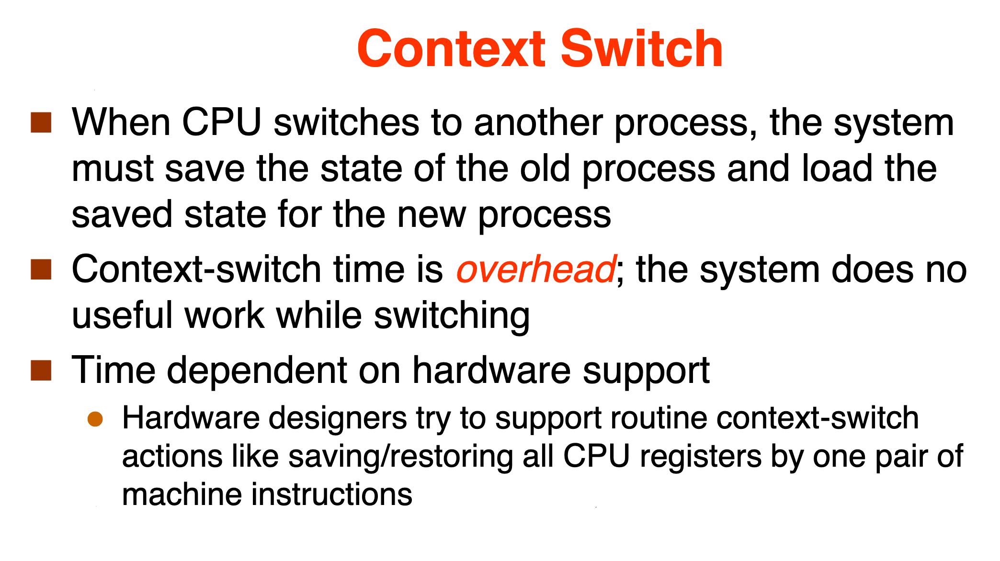 Context Switch
When CPU switches to another process, the system
must save the state of the old process and load the
saved state for the new process
Context-switch time is overhead; the system does no
useful work while switching
Time dependent on hardware support
Hardware designers try to support routine context-switch
actions like saving/restoring all CPU registers by one pair of
machine instructions